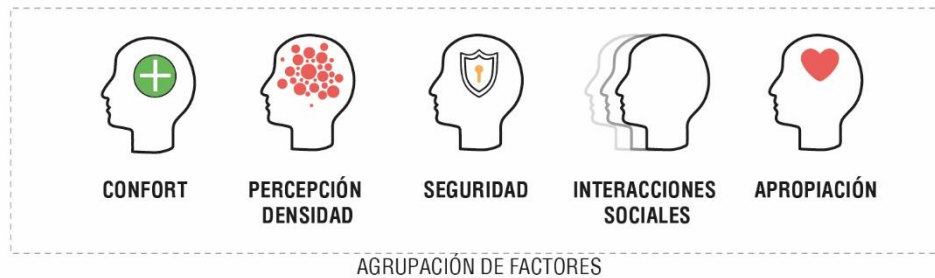 CONFORT
PERCEPCIÓN
DENSIDAD
SEGURIDAD
INTERACCIONES
SOCIALES
APROPIACIÓN
AGRUPACIÓN DE FACTORES